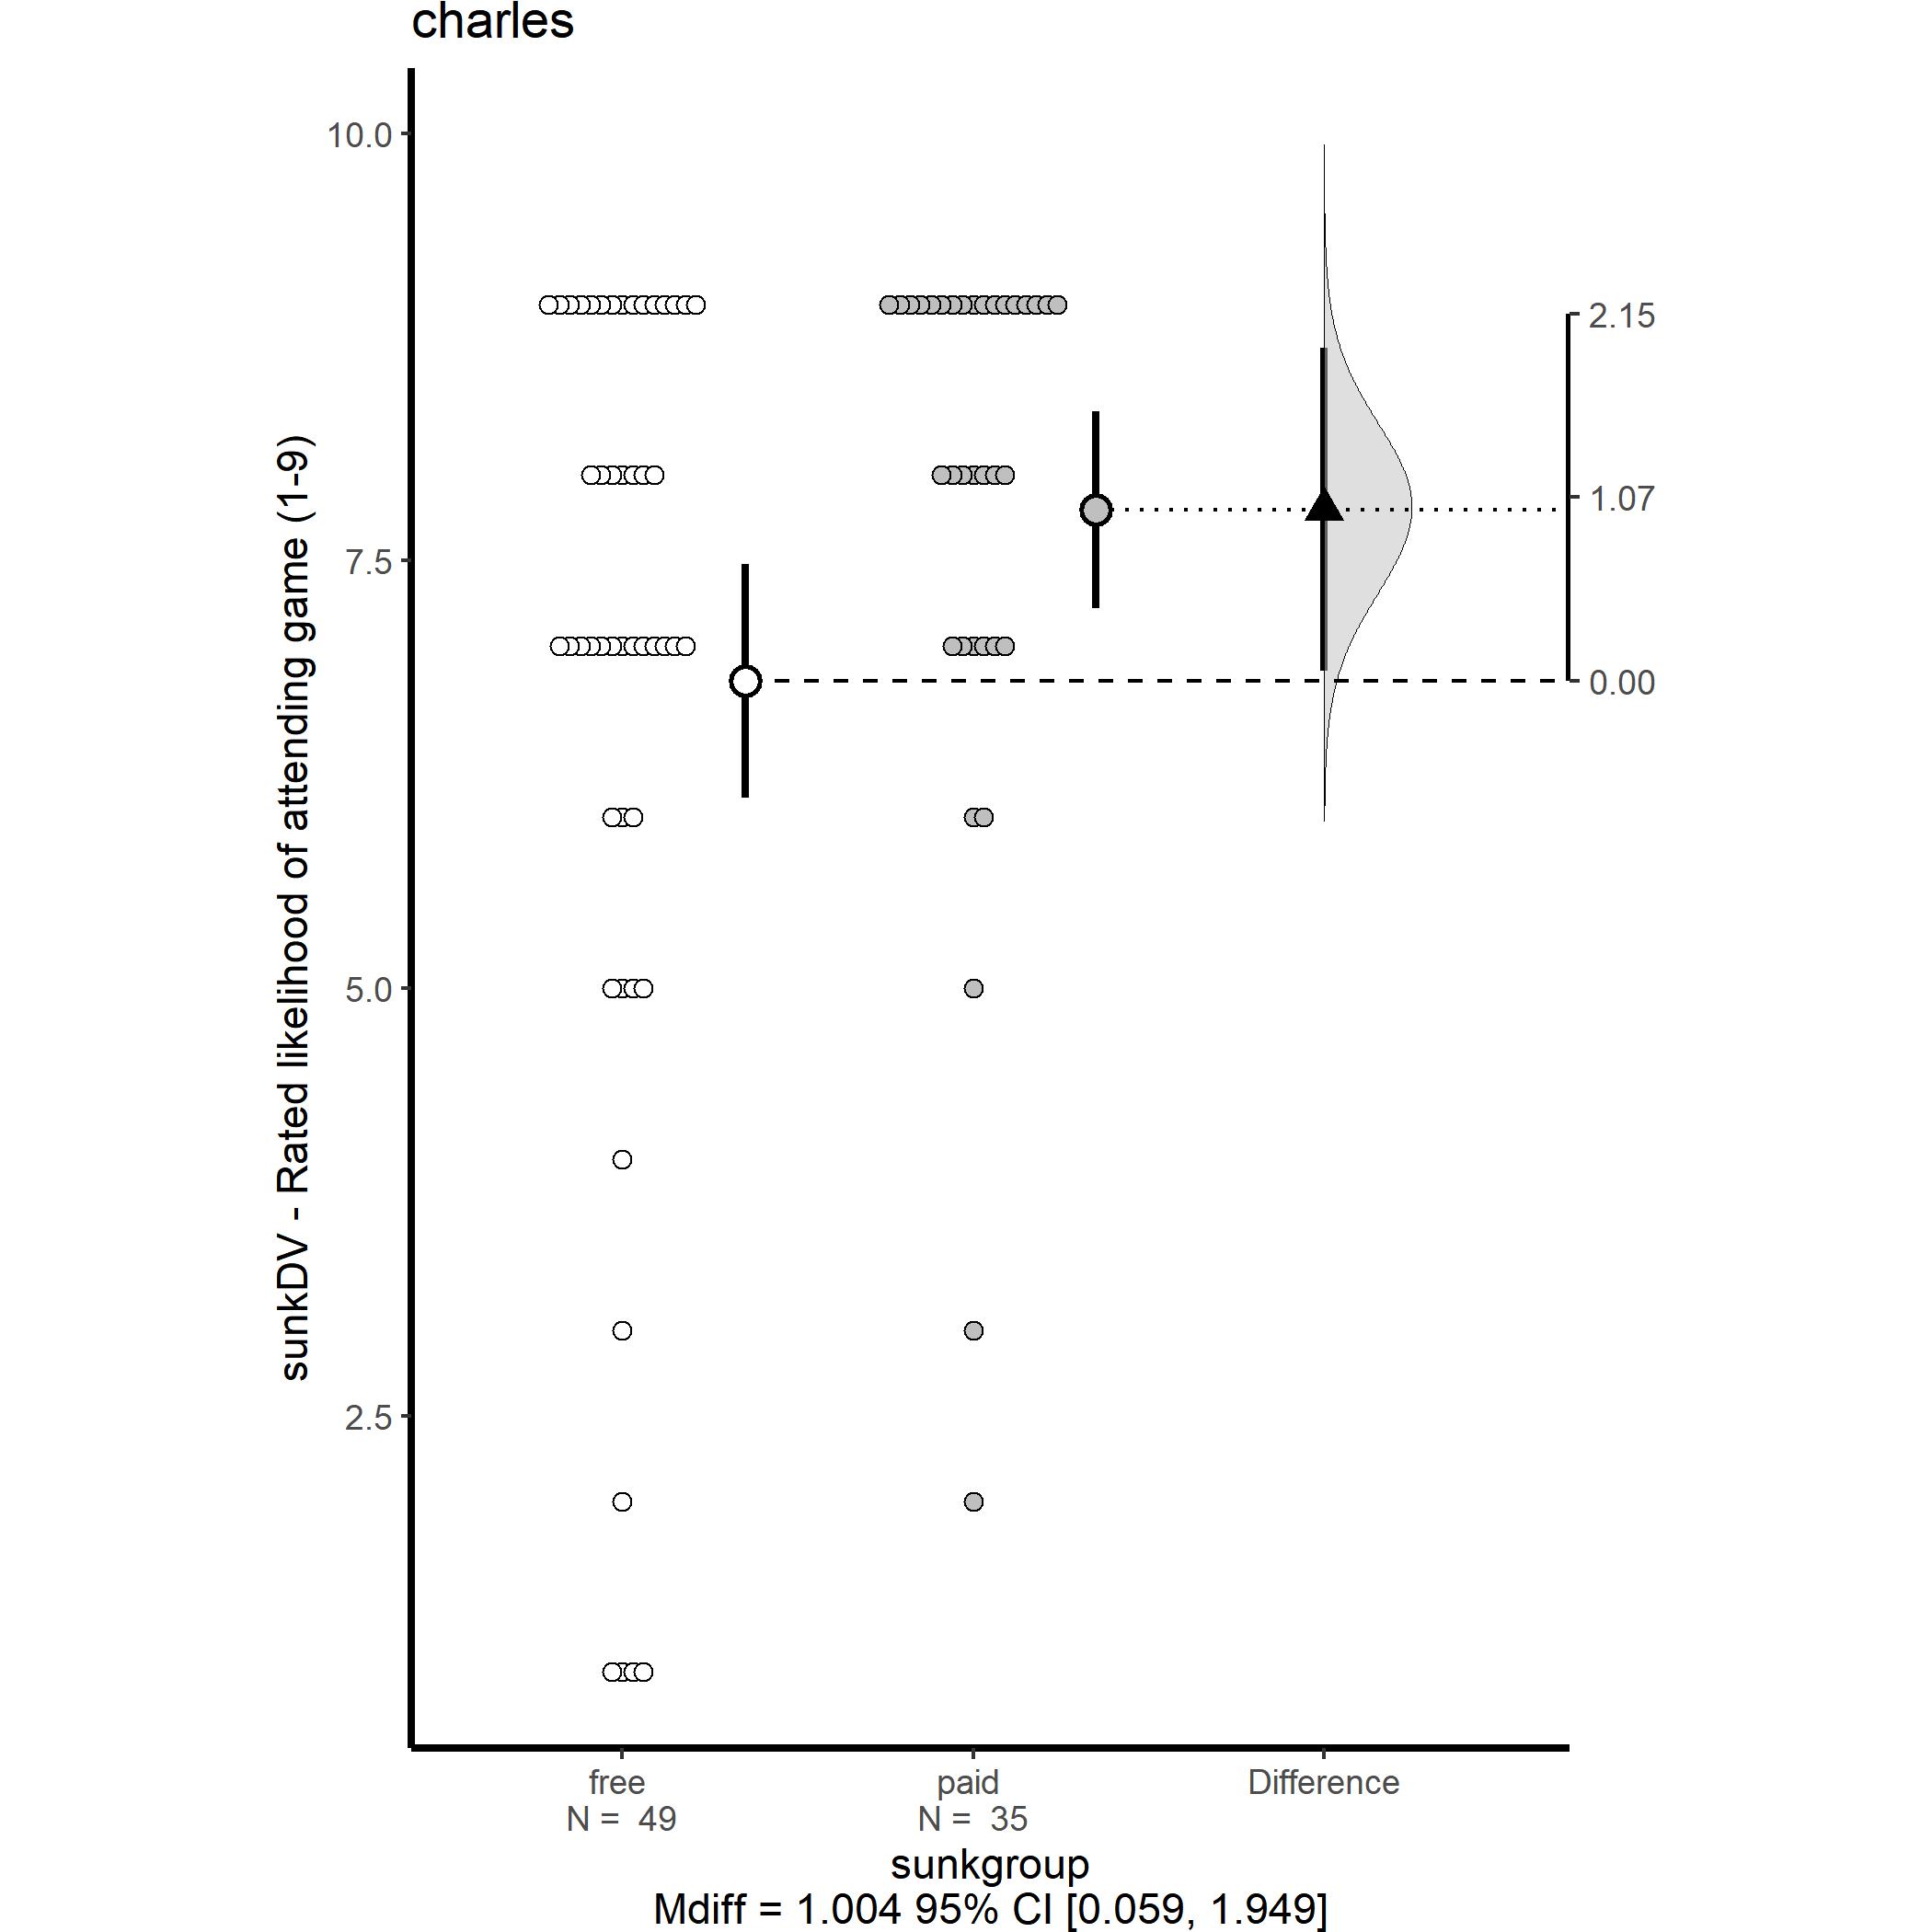 charles
sunkDV - Rated likelihood of attending game (1-9)
10.0
7.5
5.0
2.5
2.15
1.07
0.00
free
N =  49
paid
N =  35
Difference
sunkgroup
Mdiff = 1.004 95% CI [0.059, 1.949]